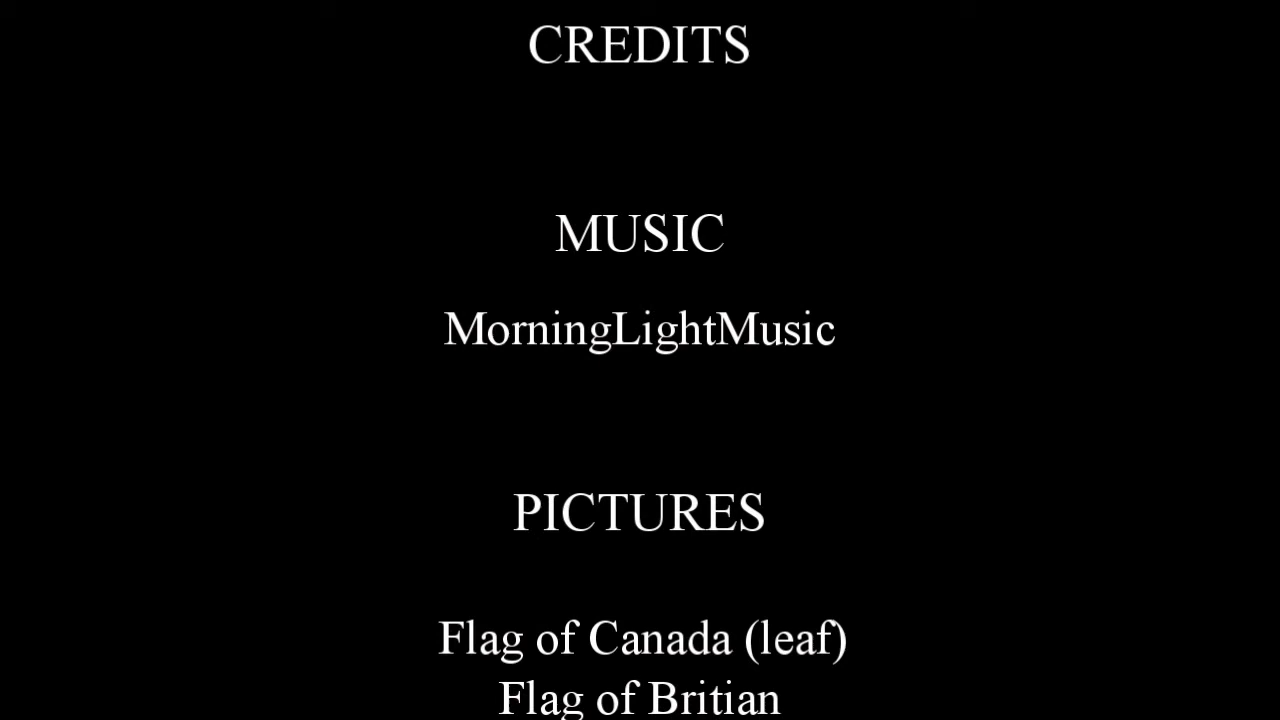 CREDITS
MUSIC
MorningLightMusic
PICTURES
Flag of Canada (leaf)
Flag of Britian